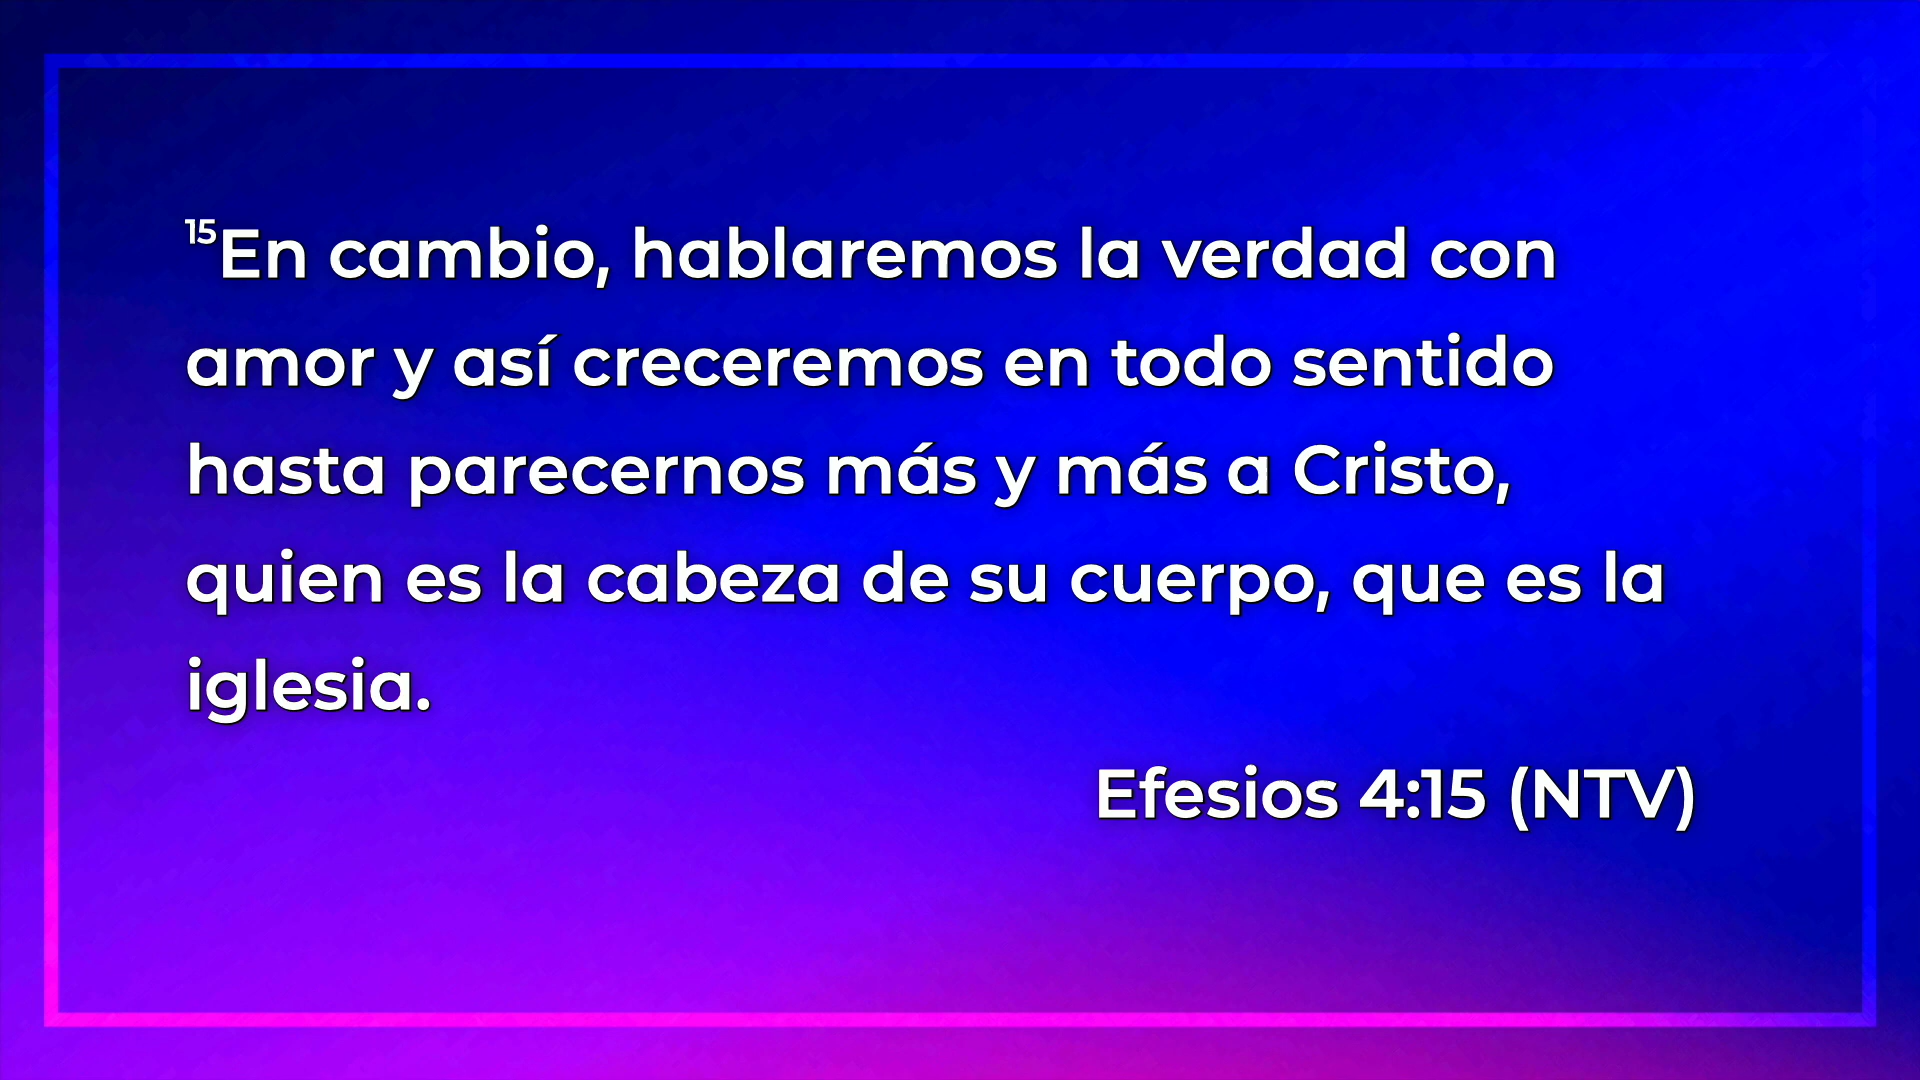 15En cambio, hablaremos la verdad con
amor y así creceremos en todo sentido
hasta parecernos más y más a Cristo,
quien es la cabeza de su cuerpo, que es la
iglesia.
Efesios 4:15 (NTV)